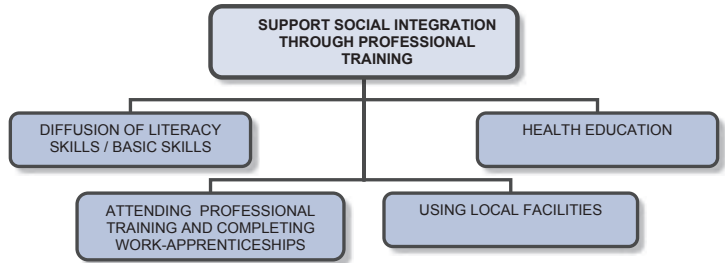 SUPPORT SOCIAL INTEGRATION
THROUGH PROFESSIONAL
TRAINING
DIFFUSION OF LITERACY
SKILLS / BASIC SKILLS
HEALTH EDUCATION
ATTENDING PROFESSIONAL
TRAINING AND COMPLETING
WORK-APPRENTICESHIPS
USING LOCAL FACILITIES